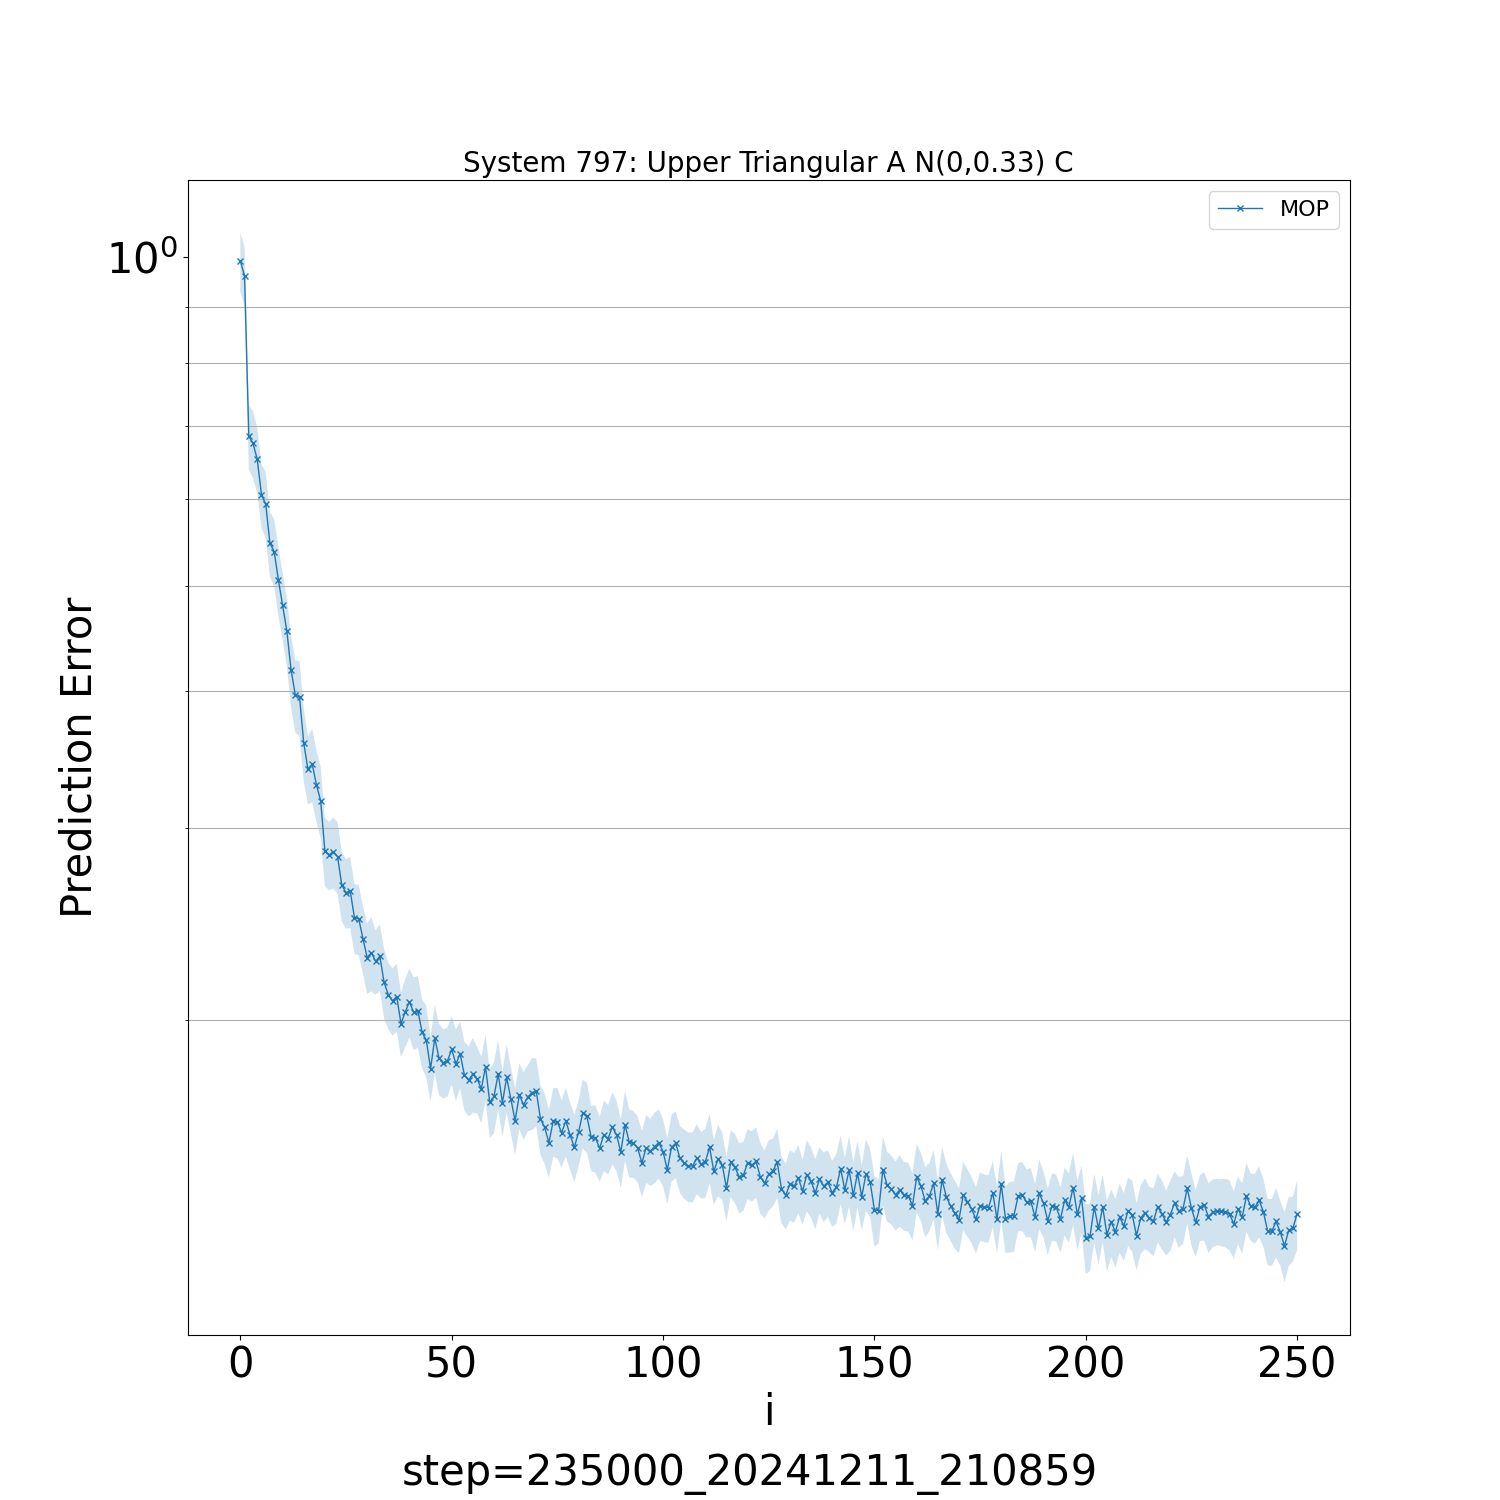 System 797: Upper Triangular A N(0,0.33) C
MOP
10⁰
Prediction Error
0 50 100 150 200 250
i
step=235000_20241211_210859